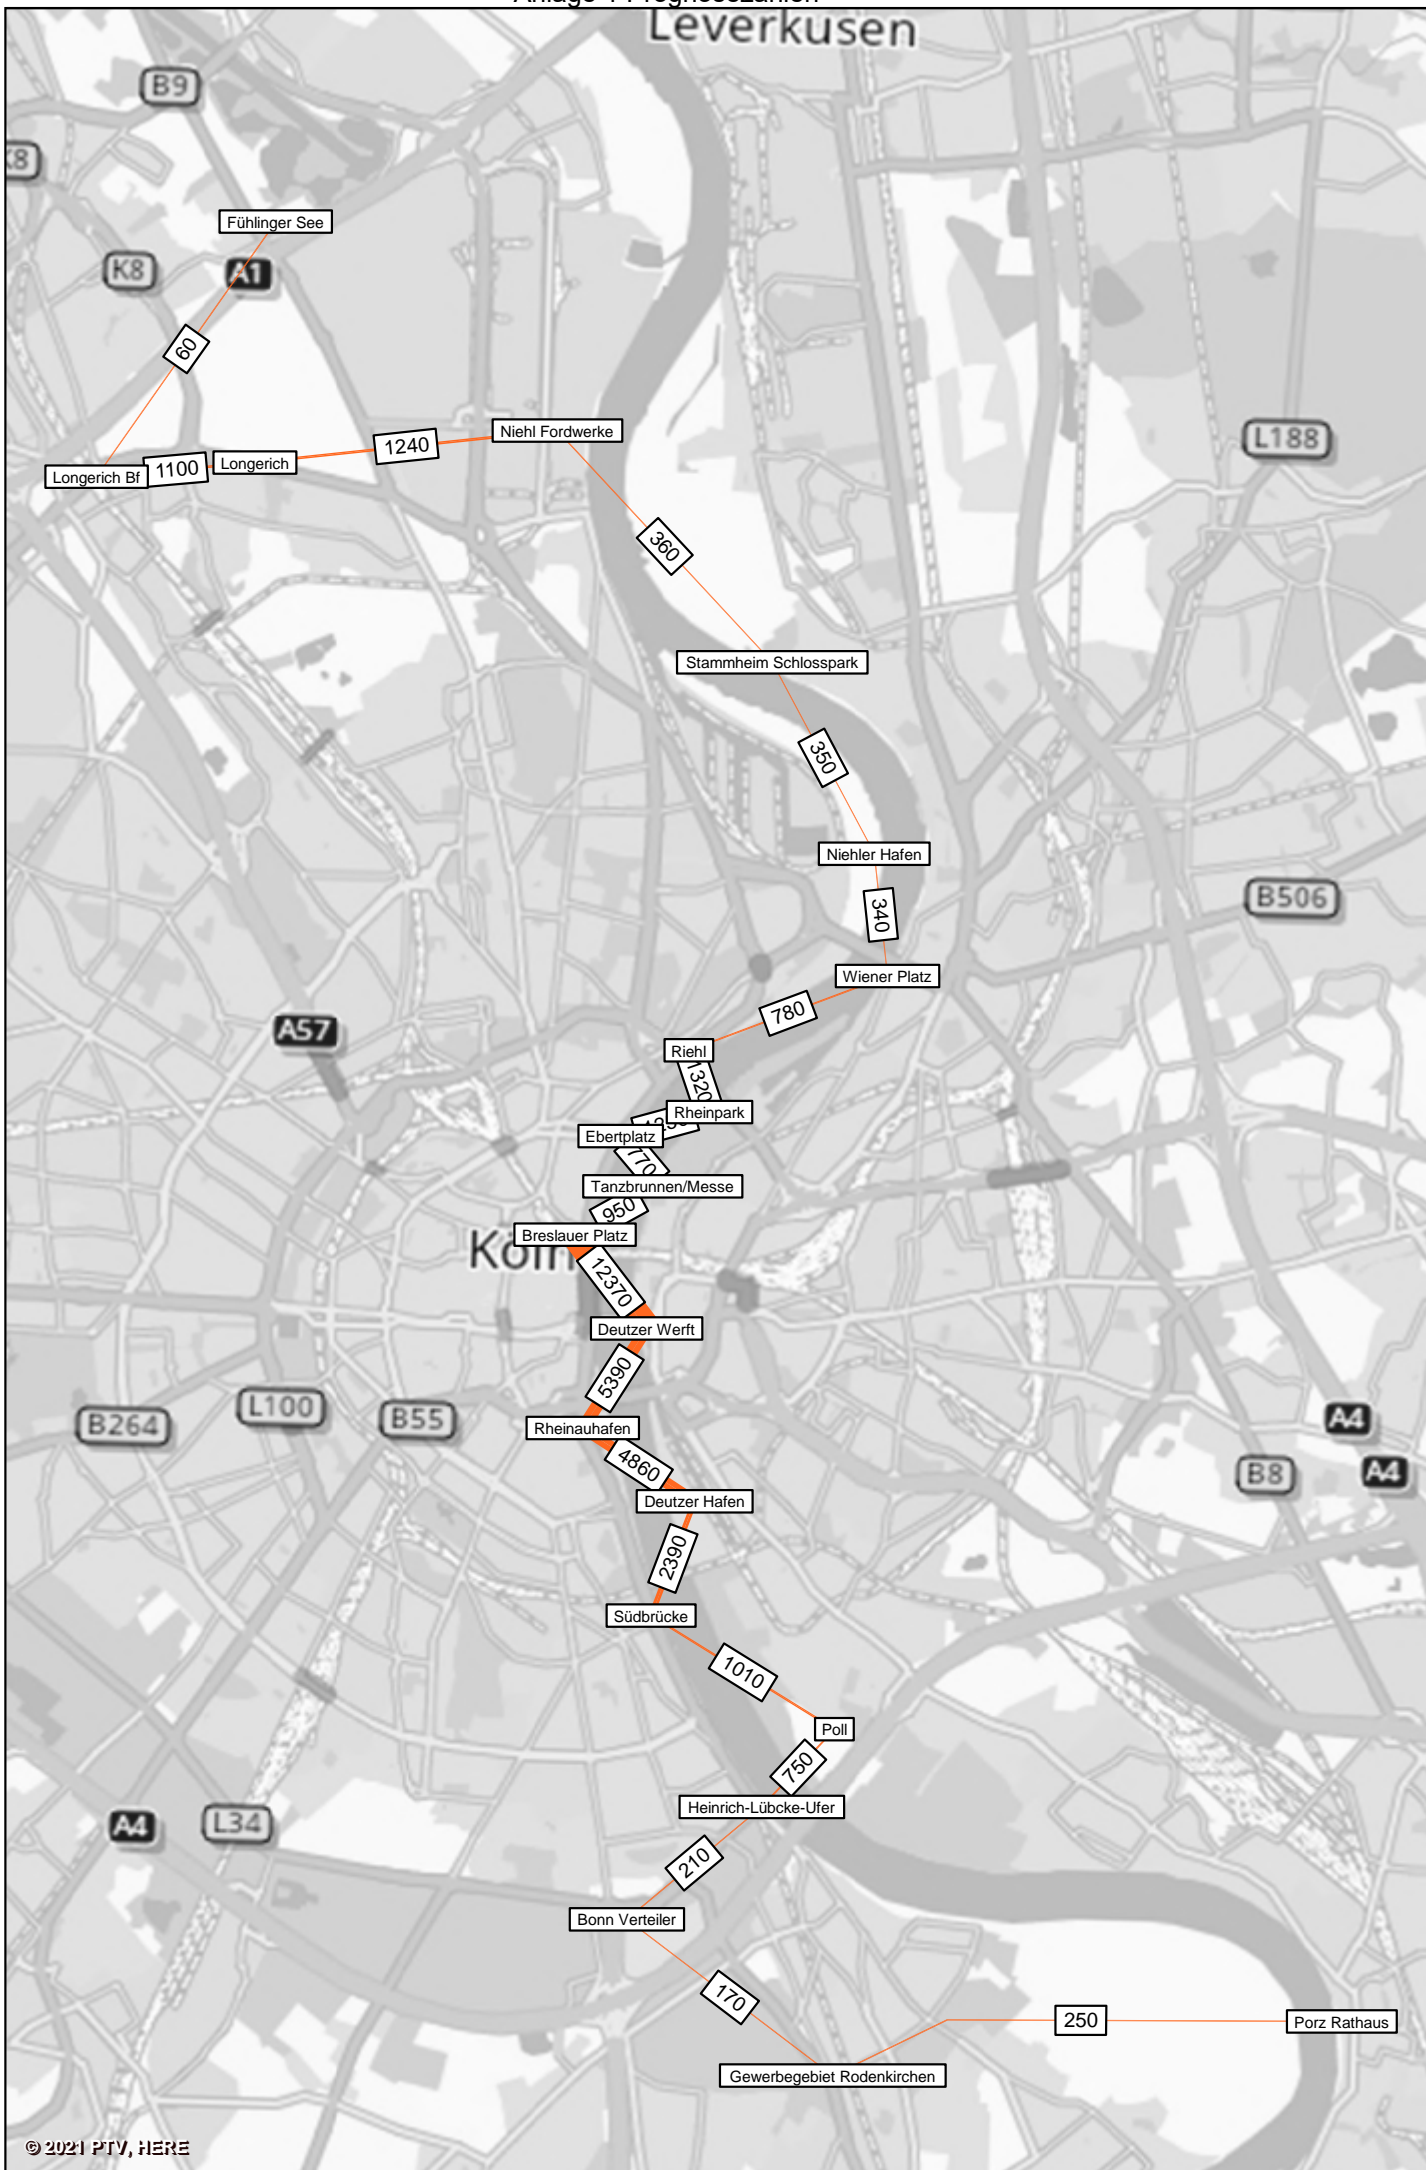 Leverkusen
B9
K8
Fühlinger See
K8
A1
60
Niehl Fordwerke
1240
L188
Longerich
1100
Longerich Bf
360
Stammheim Schlosspark
350
Niehler Hafen
B506
340
Wiener Platz
780
A57
Riehl
1320
Rheinpark
Ebertplatz
770
Tanzbrunnen/Messe
950
Breslauer Platz
Köln
12370
Deutzer Werft
5390
L100
B264
B55
A4
Rheinauhafen
4860
B8
A4
Deutzer Hafen
2390
Südbrücke
1010
Poll
750
Heinrich-Lübcke-Ufer
A4
L34
210
Bonn Verteiler
170
250
Porz Rathaus
Gewerbegebiet Rodenkirchen
© 2021 PTV, HERE